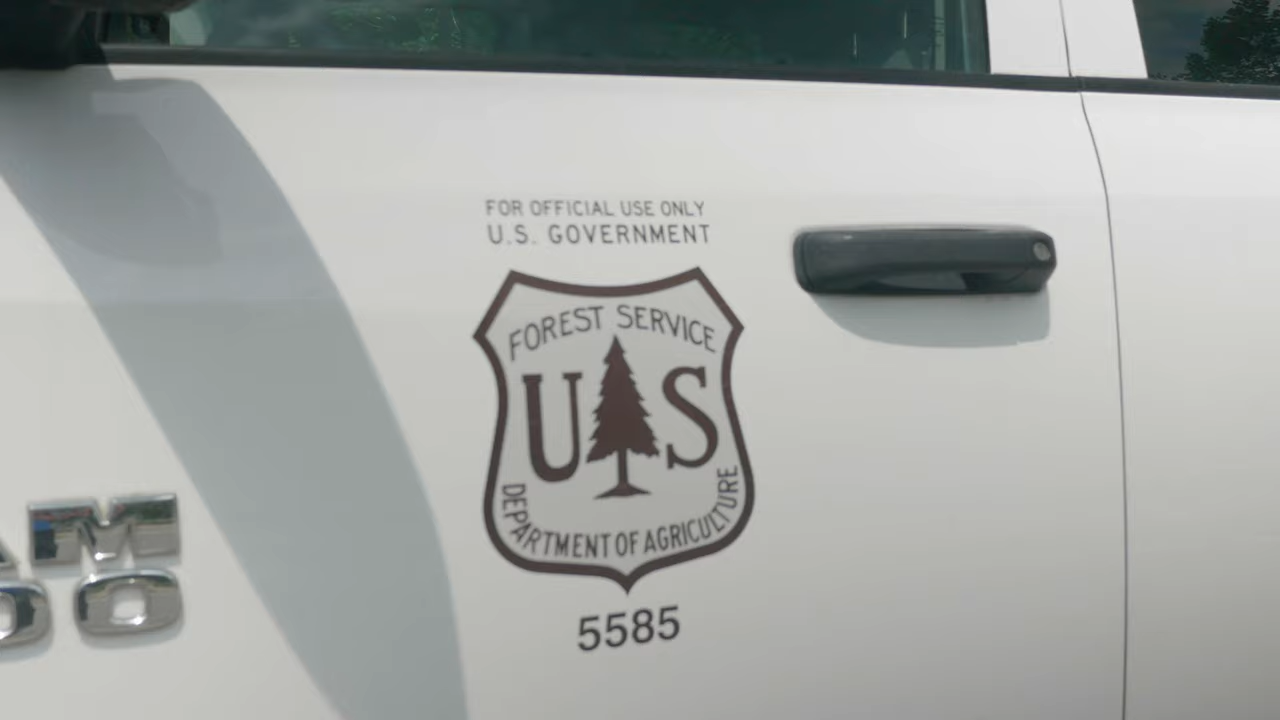 FOR OFFICIAL USE ONLY
U.S. GOVERNMENT
FOREST SERVICE
U S
DEPARTMENT OF AGRICULTURE
5585